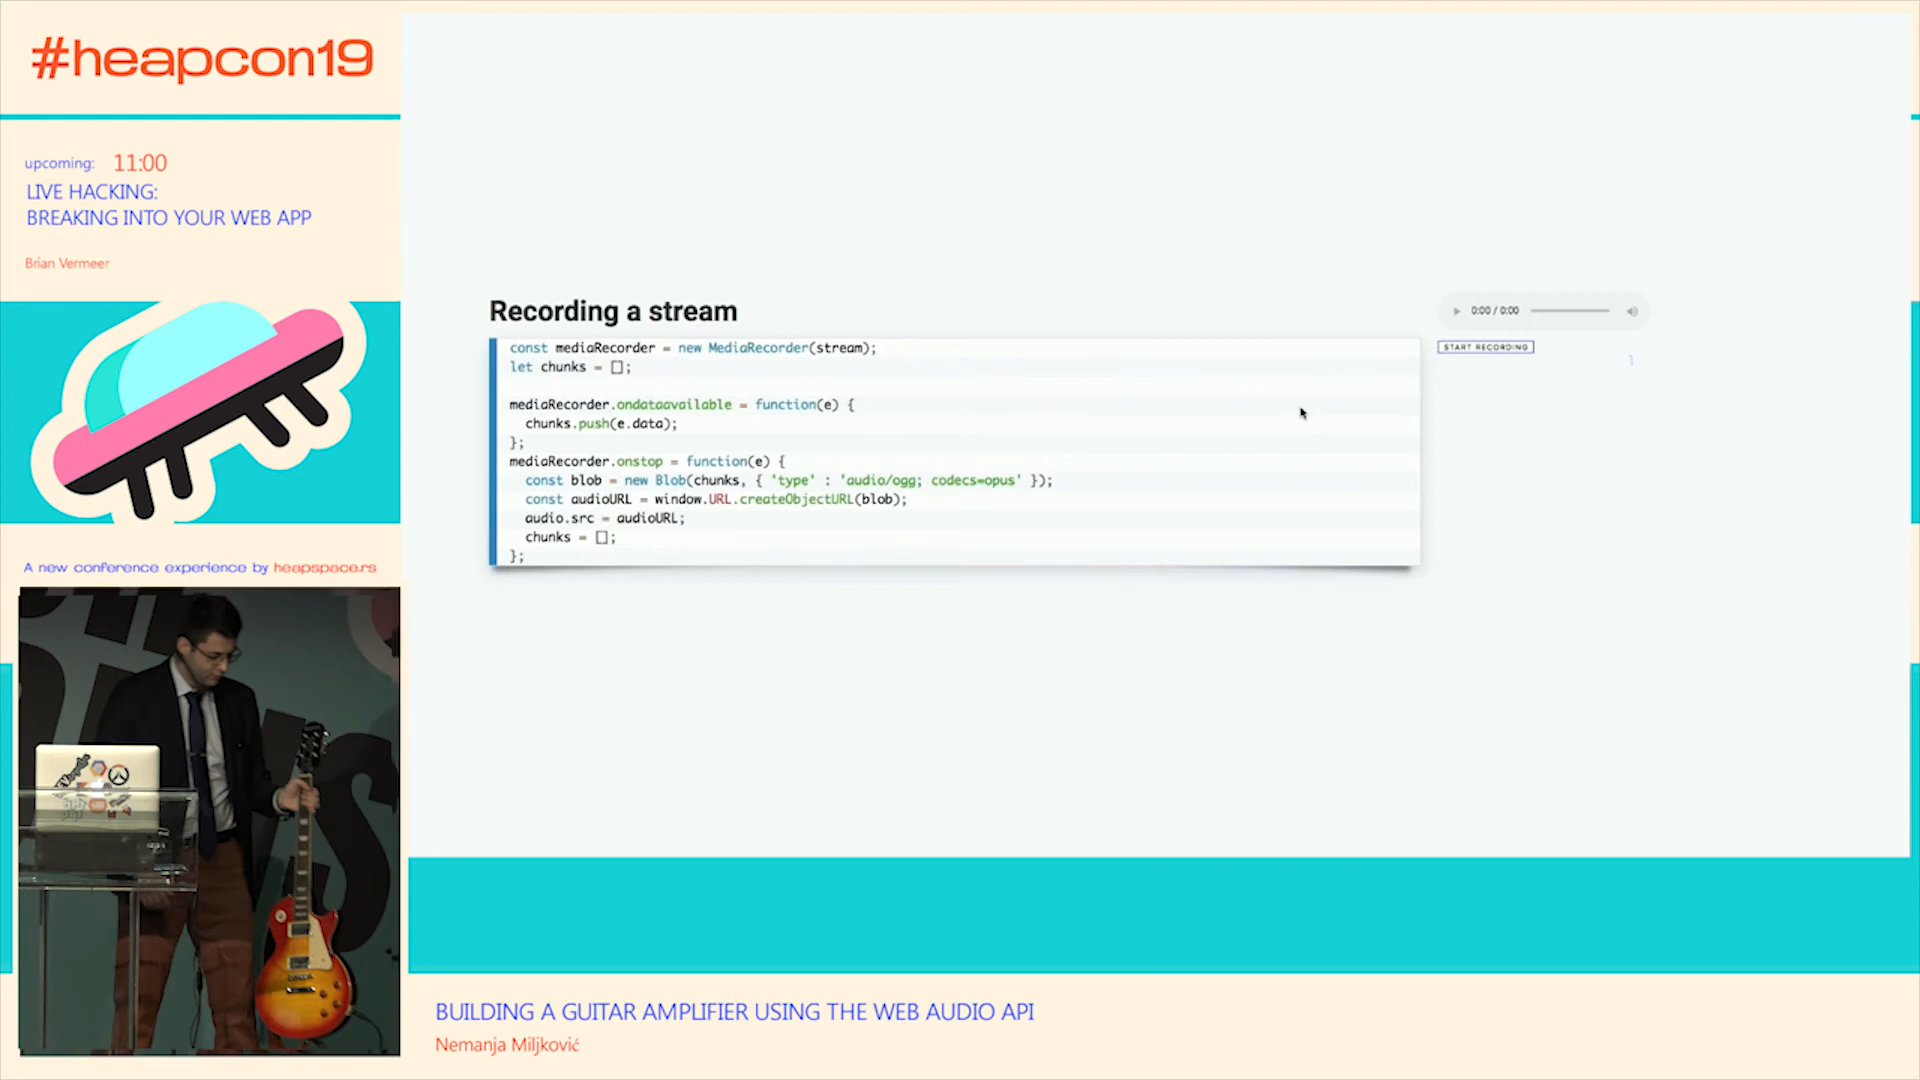 #heapcon19
upcoming: 11:00
LIVE HACKING:
BREAKING INTO YOUR WEB APP
Brian Vermeer
A new conference experience by heapspace.rs
Recording a stream
const mediaRecorder = new MediaRecorder(stream);
let chunks = [];
mediaRecorder.ondataavailable = function(e) {
chunks.push(e.data);
};
mediaRecorder.onstop = function(e) {
const blob = new Blob(chunks, { 'type' : 'audio/ogg; codecs=opus' });
const audioURL = window.URL.createObjectURL(blob);
audio.src = audioURL;
chunks = [];
};
0:00 / 0:00
START RECORDING
1
BUILDING A GUITAR AMPLIFIER USING THE WEB AUDIO API
Nemanja Miljković